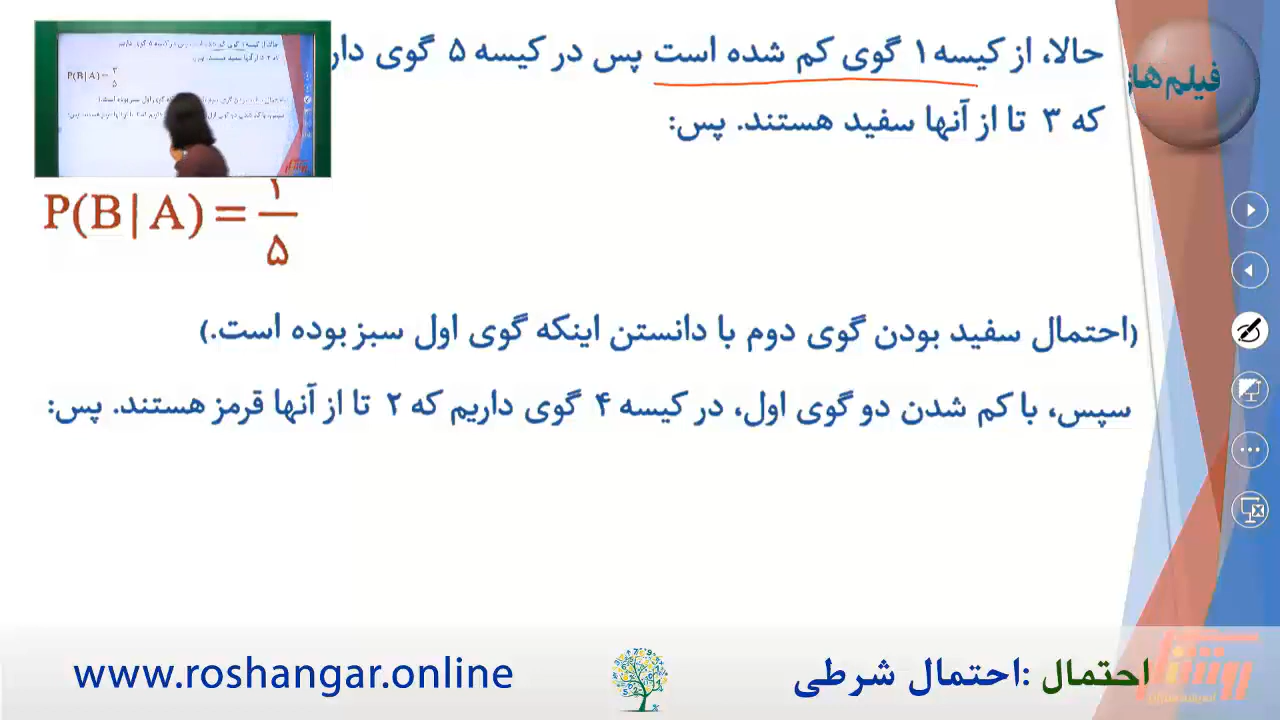 حالا، از کیسه ۱ گوی کم شده است پس در کیسه ۵ گوی دار
فیلم هاز
که ۳ تا از آنها سفید هستند. پس:
P(B|A) =
۵
(احتمال سفید بودن گوی دوم با دانستن اینکه گوی اول سبز بوده است.)
سپس، با کم شدن دو گوی اول، در کیسه ۴ گوی داریم که ۲ تا از آنها قرمز هستند. پس:
www.roshangar.online
احتمال: احتمال شرطی